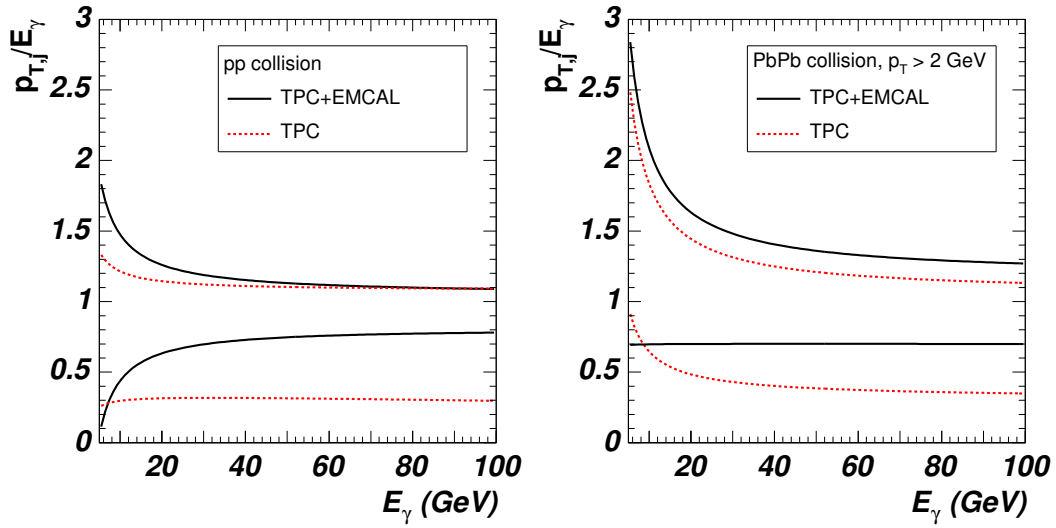 p_T,j/E_γ
3
2.5
2
1.5
1
0.5
0
pp collision
TPC+EMCAL
TPC
20 40 60 80 100
E_γ (GeV)
p_T,j/E_γ
3
2.5
2
1.5
1
0.5
0
PbPb collision, p_T > 2 GeV
TPC+EMCAL
TPC
20 40 60 80 100
E_γ (GeV)